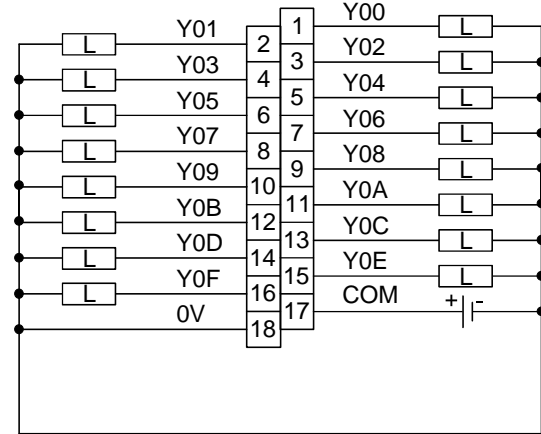 1 Y00 L
L Y01 2
3 Y02 L
L Y03 4
5 Y04 L
L Y05 6
7 Y06 L
L Y07 8
9 Y08 L
L Y09 10
11 Y0A L
L Y0B 12
13 Y0C L
L Y0D 14
15 Y0E L
L Y0F 16
17 COM + -
0V 18